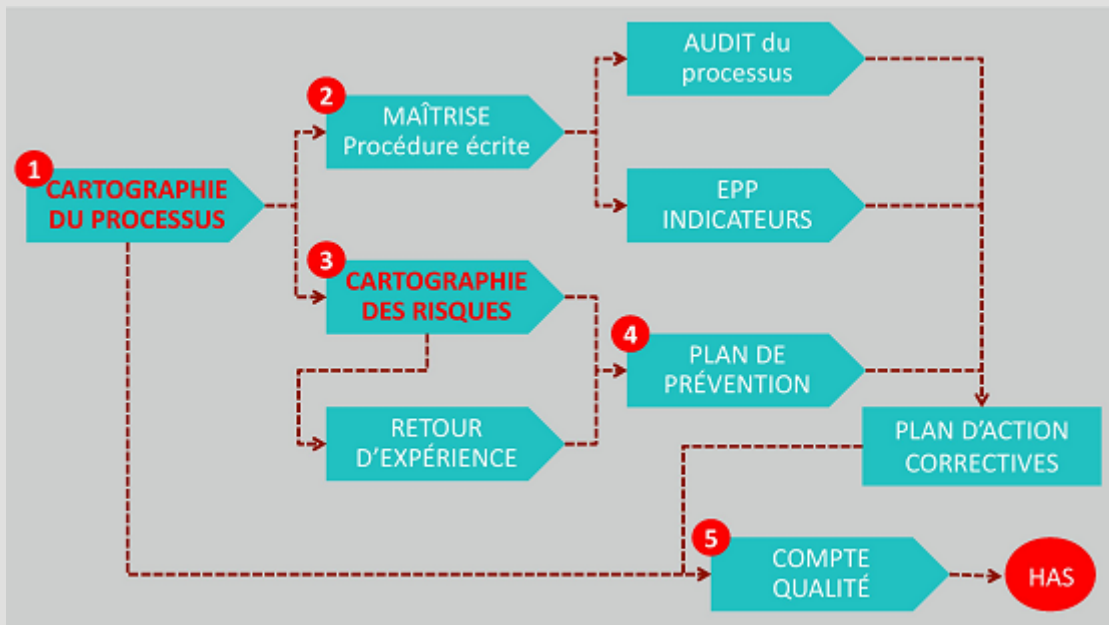 1
CARTOGRAPHIE
DU PROCESSUS
2
MAÎTRISE
Procédure écrite
AUDIT du
processus
EPP
INDICATEURS
3
CARTOGRAPHIE
DES RISQUES
RETOUR
D’EXPÉRIENCE
4
PLAN DE
PRÉVENTION
PLAN D’ACTION
CORRECTIVES
5
COMPTE
QUALITÉ
HAS